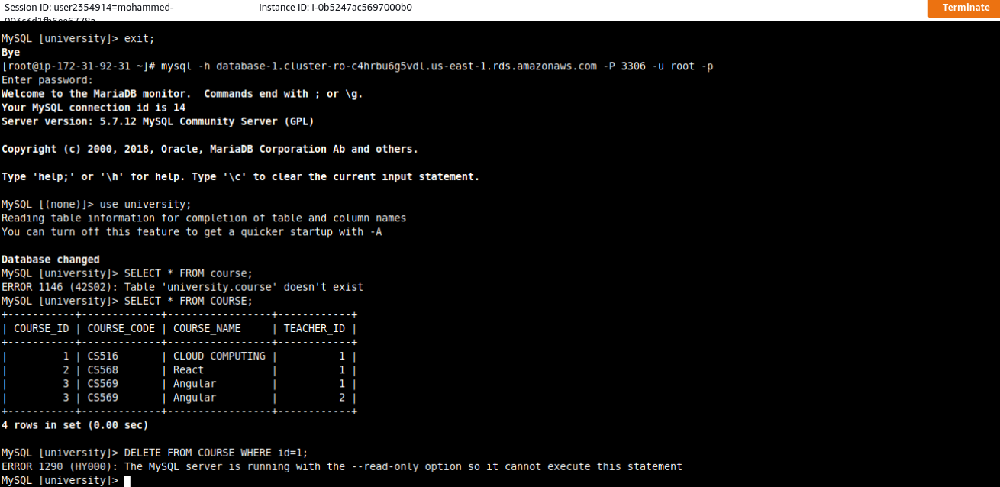 Session ID: user2354914=mohammed-
Instance ID: i-0b5247ac5697000b0
Terminate
MySQL [university]> exit;
Bye
[root@ip-172-31-92-31 ~]# mysql -h database-1.cluster-ro-c4hrbu6g5vdl.us-east-1.rds.amazonaws.com -P 3306 -u root -p
Enter password:
Welcome to the MariaDB monitor.  Commands end with ; or \g.
Your MySQL connection id is 14
Server version: 5.7.12 MySQL Community Server (GPL)
Copyright (c) 2000, 2018, Oracle, MariaDB Corporation Ab and others.
Type 'help;' or '\h' for help. Type '\c' to clear the current input statement.
MySQL [(none)]> use university;
Reading table information for completion of table and column names
You can turn off this feature to get a quicker startup with -A
Database changed
MySQL [university]> SELECT * FROM course;
ERROR 1146 (42S02): Table 'university.course' doesn't exist
MySQL [university]> SELECT * FROM COURSE;
+-----------+-------------+-----------------+------------+
| COURSE_ID | COURSE_CODE | COURSE_NAME     | TEACHER_ID |
+-----------+-------------+-----------------+------------+
|         1 | CS516       | CLOUD COMPUTING |          1 |
|         2 | CS568       | React           |          1 |
|         3 | CS569       | Angular         |          1 |
|         3 | CS569       | Angular         |          2 |
+-----------+-------------+-----------------+------------+
4 rows in set (0.00 sec)
MySQL [university]> DELETE FROM COURSE WHERE id=1;
ERROR 1290 (HY000): The MySQL server is running with the --read-only option so it cannot execute this statement
MySQL [university]>